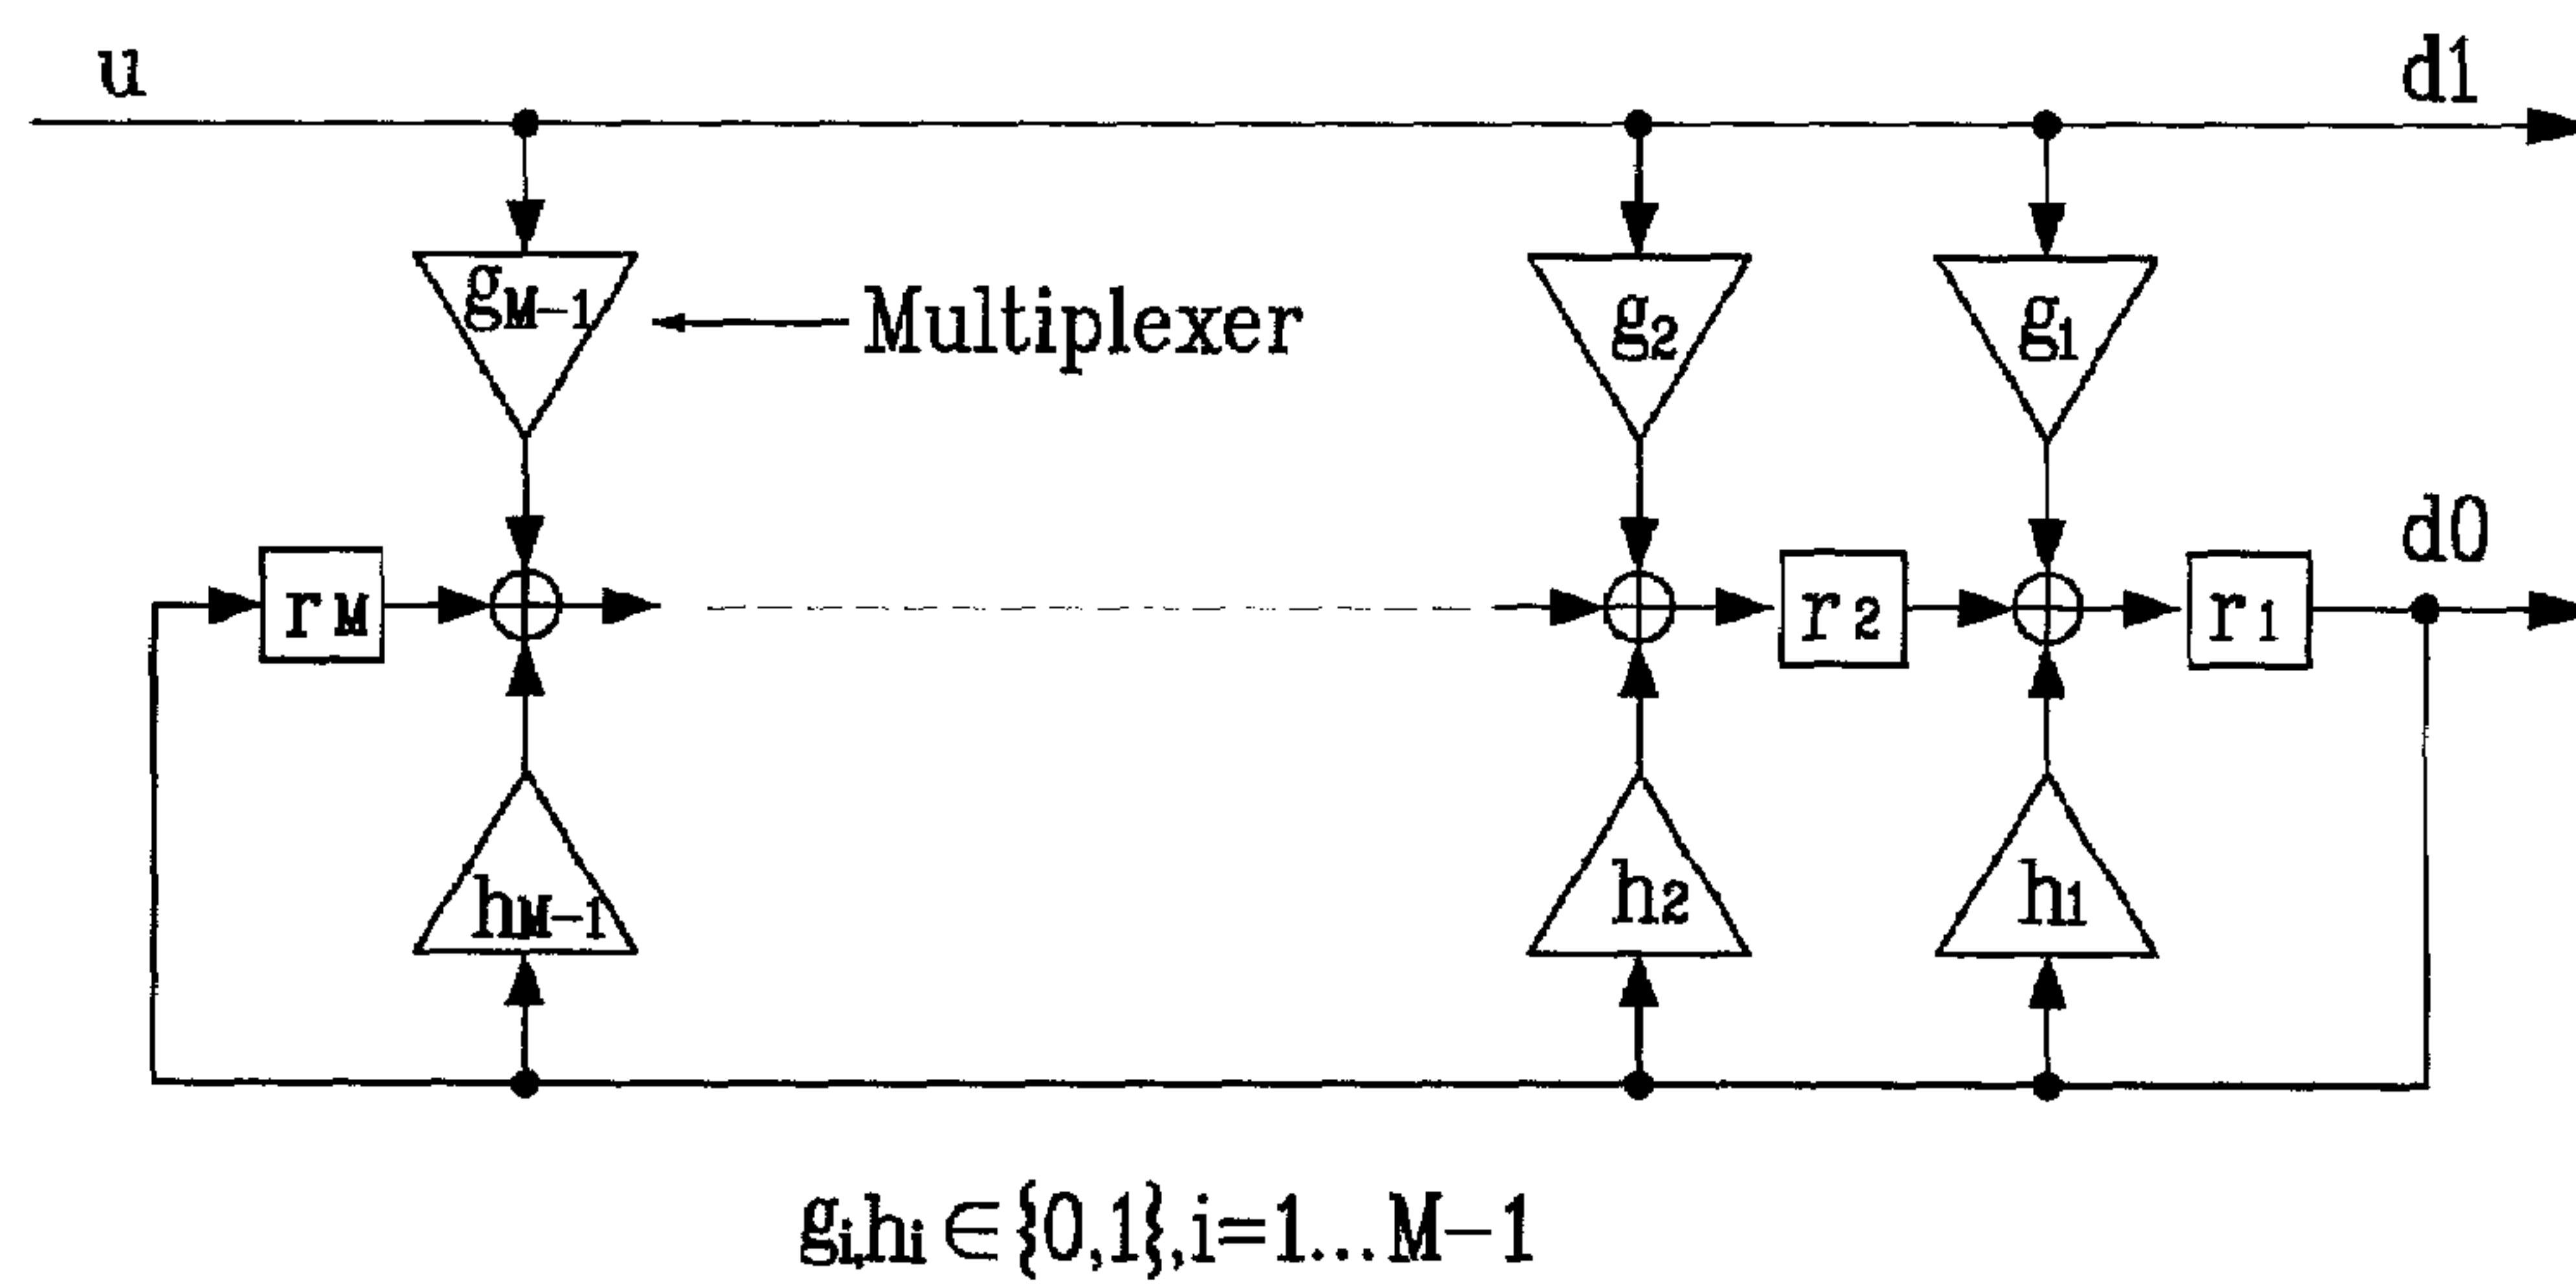 u
d1
gM-1
Multiplexer
g2
g1
d0
rM
r2
r1
hM-1
h2
h1
gi,hi∈{0,1},i=1...M-1